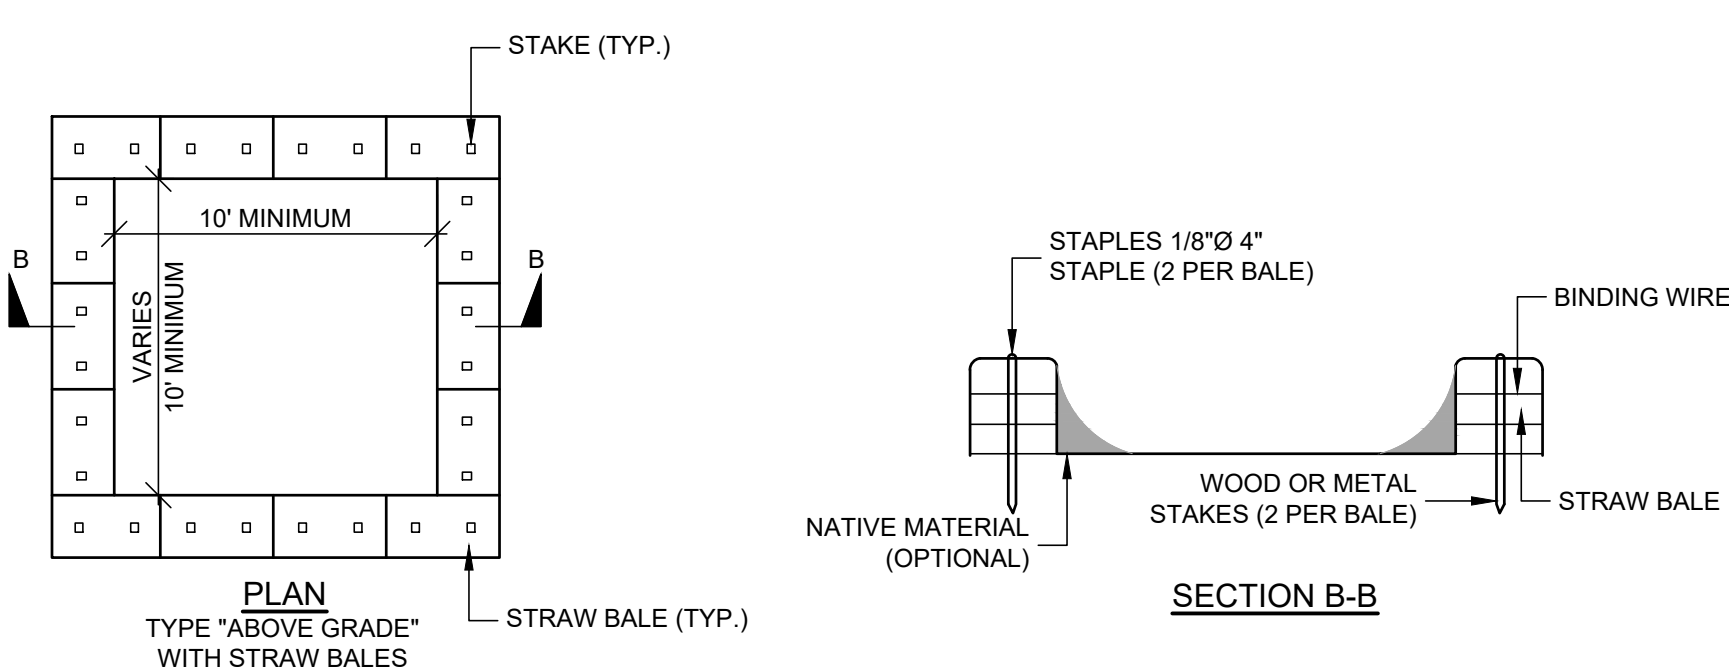 STAKE (TYP.)
10' MINIMUM
B
B
VARIES
10' MINIMUM
PLAN
TYPE "ABOVE GRADE"
WITH STRAW BALES
STRAW BALE (TYP.)
STAPLES 1/8"Ø 4"
STAPLE (2 PER BALE)
BINDING WIRE
WOOD OR METAL
STAKES (2 PER BALE)
STRAW BALE
NATIVE MATERIAL
(OPTIONAL)
SECTION B-B